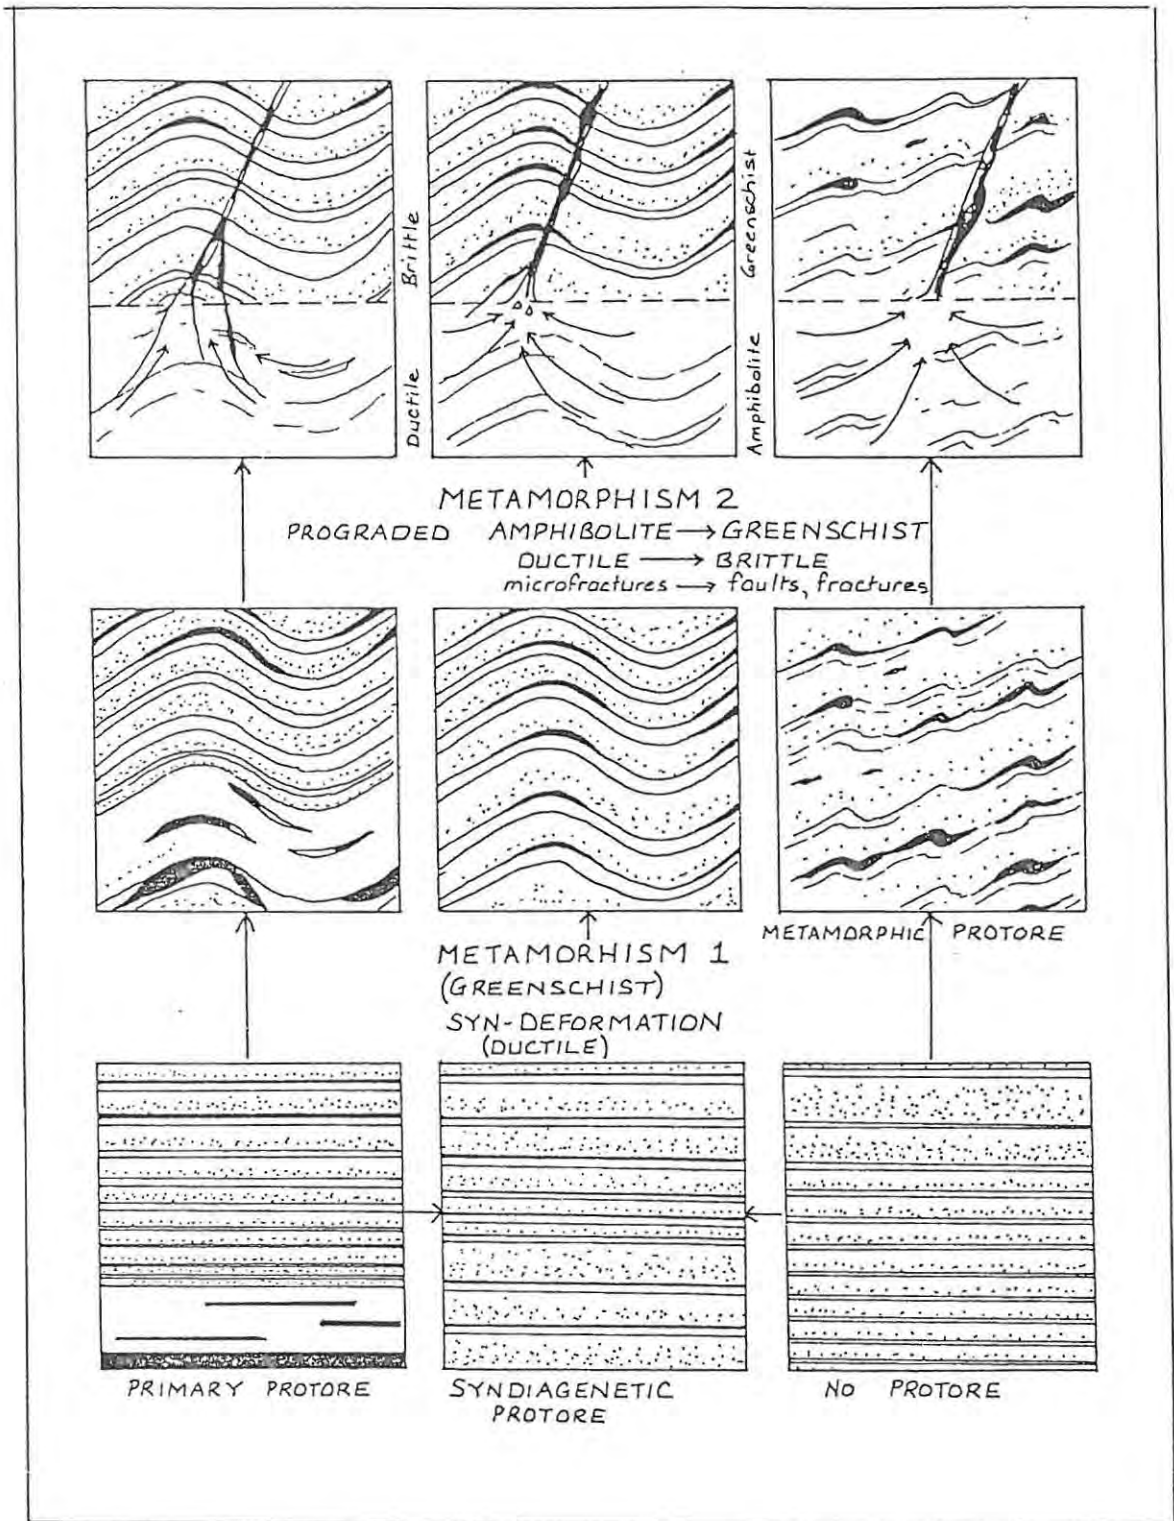 Brittle
Ductile
Greenschist
Amphibolite
METAMORPHISM 2
PROGRADED AMPHIBOLITE → GREENSCHIST
DUCTILE → BRITTLE
microfractures → faults, fractures
METAMORPHIC PROTORE
METAMORHISM 1
(GREENSCHIST)
SYN-DEFORMATION
(DUCTILE)
PRIMARY PROTORE
SYNDIAGENETIC
PROTORE
NO PROTORE